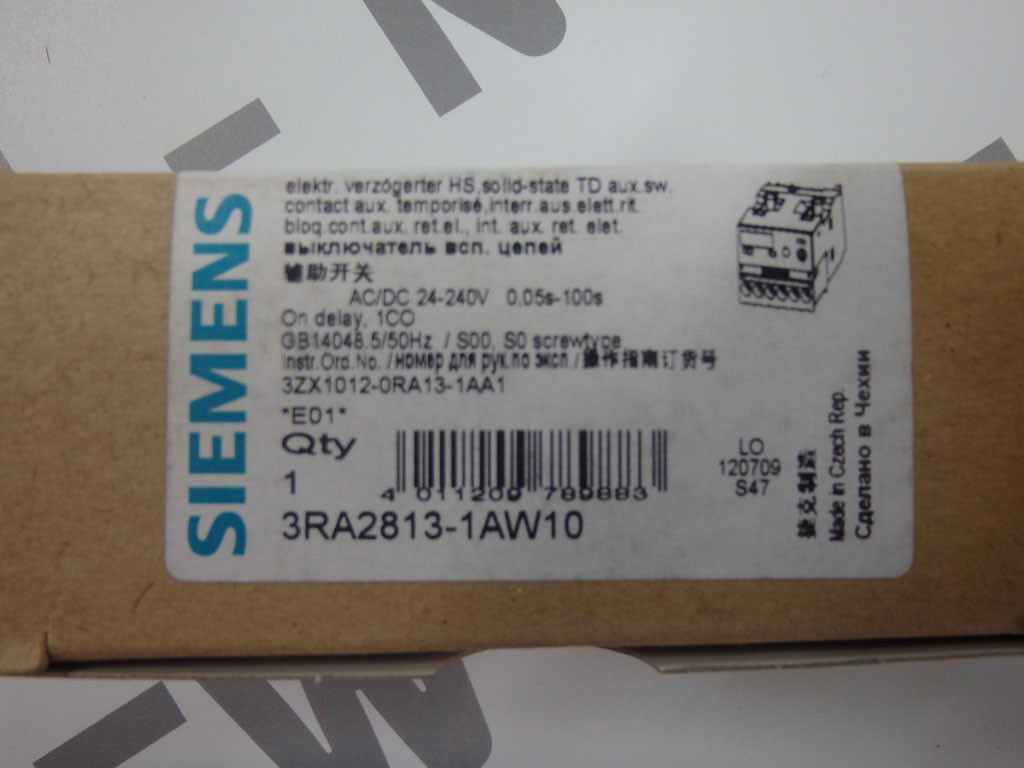 SIEMENS
elektr. verzögerter HS,solid-state TD aux.sw.
contact aux. temporisé,interr.aus.elett.rit.
bloq.cont.aux. ret.el., int. aux. ret. elet.
выключатель всп. цепей
辅助开关
AC/DC 24-240V 0,05s-100s
On delay, 1CO
GB14048.5/50Hz / S00, S0 screwtype
Instr.Ord.No. /номер для рук.по эксп./操作指南订货号
3ZX1012-0RA13-1AA1
*E01*
Qty
1
4 011209 789883
3RA2813-1AW10
LO
120709
S47
捷克制造
Made in Czech Rep.
Сделано в Чехии